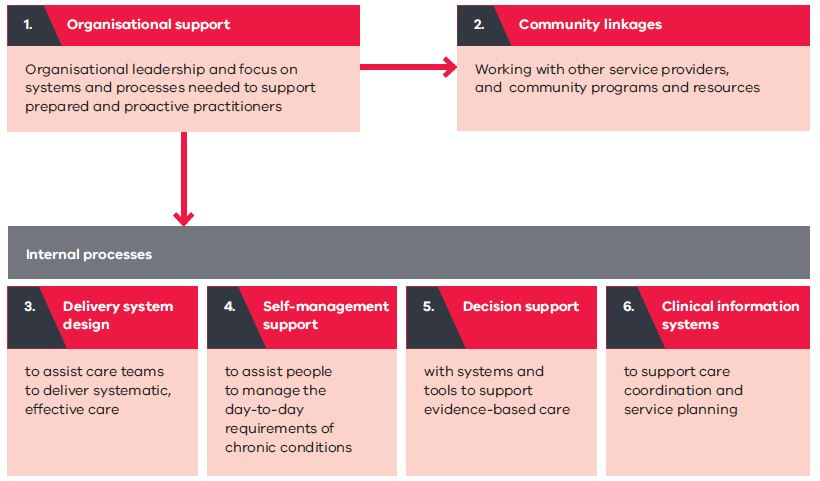 1. Organisational support
Organisational leadership and focus on
systems and processes needed to support
prepared and proactive practitioners
2. Community linkages
Working with other service providers,
and community programs and resources
Internal processes
3. Delivery system
design
to assist care teams
to deliver systematic,
effective care
4. Self-management
support
to assist people
to manage the
day-to-day
requirements of
chronic conditions
5. Decision support
with systems and
tools to support
evidence-based care
6. Clinical information
systems
to support care
coordination and
service planning